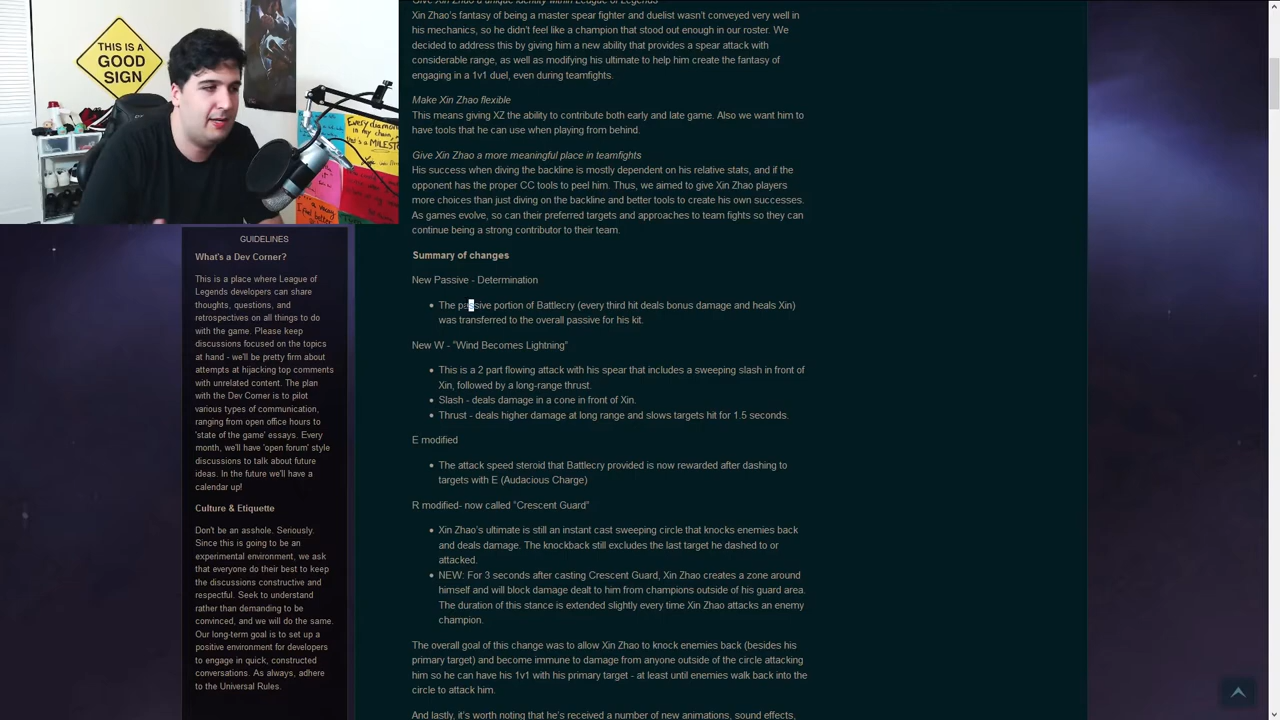 Give Xin Zhao a unique identity within League of Legends
Xin Zhao's fantasy of being a master spear fighter and duelist wasn't conveyed very well in
his mechanics, so he didn't feel like a champion that stood out enough in our roster. We
decided to address this by giving him a new ability that provides a spear attack with
considerable range, as well as modifying his ultimate to help him create the fantasy of
engaging in a 1v1 duel, even during teamfights.
Make Xin Zhao flexible
This means giving XZ the ability to contribute both early and late game. Also we want him to
have tools that he can use when playing from behind.
Give Xin Zhao a more meaningful place in teamfights
His success when diving the backline is mostly dependent on his relative stats, and if the
opponent has the proper CC tools to peel him. Thus, we aimed to give Xin Zhao players
more choices than just diving on the backline and better tools to create his own successes.
As games evolve, so can their preferred targets and approaches to team fights so they can
continue being a strong contributor to their team.
Summary of changes
New Passive - Determination
• The passive portion of Battlecry (every third hit deals bonus damage and heals Xin)
was transferred to the overall passive for his kit.
New W - "Wind Becomes Lightning"
• This is a 2 part flowing attack with his spear that includes a sweeping slash in front of
Xin, followed by a long-range thrust.
• Slash - deals damage in a cone in front of Xin.
• Thrust - deals higher damage at long range and slows targets hit for 1.5 seconds.
E modified
• The attack speed steroid that Battlecry provided is now rewarded after dashing to
targets with E (Audacious Charge)
R modified- now called "Crescent Guard"
• Xin Zhao's ultimate is still an instant cast sweeping circle that knocks enemies back
and deals damage. The knockback still excludes the last target he dashed to or
attacked.
• NEW: For 3 seconds after casting Crescent Guard, Xin Zhao creates a zone around
himself and will block damage dealt to him from champions outside of his guard area.
The duration of this stance is extended slightly every time Xin Zhao attacks an enemy
champion.
The overall goal of this change was to allow Xin Zhao to knock enemies back (besides his
primary target) and become immune to damage from anyone outside of the circle attacking
him so he can have his 1v1 with his primary target - at least until enemies walk back into the
circle to attack him.
And lastly, it's worth noting that he's received a number of new animations, sound effects,
THIS IS A
GOOD
SIGN
Every diamond
in my chain,
MILESTONE
GUIDELINES
What's a Dev Corner?
This is a place where League of
Legends developers can share
thoughts, questions, and
retrospectives on all things to do
with the game. Please keep
discussions focused on the topics
at hand - we'll be pretty firm about
attempts at hijacking top comments
with unrelated content. The plan
with the Dev Corner is to pilot
various types of communication,
ranging from open office hours to
'state of the game' essays. Every
month, we'll have 'open forum' style
discussions to talk about future
ideas. In the future we'll have a
calendar up!
Culture & Etiquette
Don't be an asshole. Seriously.
Since this is going to be an
experimental environment, we ask
that everyone do their best to keep
the discussions constructive and
respectful. Seek to understand
rather than demanding to be
convinced, and we will do the same.
Our long-term goal is to set up a
positive environment for developers
to engage in quick, constructed
conversations. As always, adhere
to the Universal Rules.